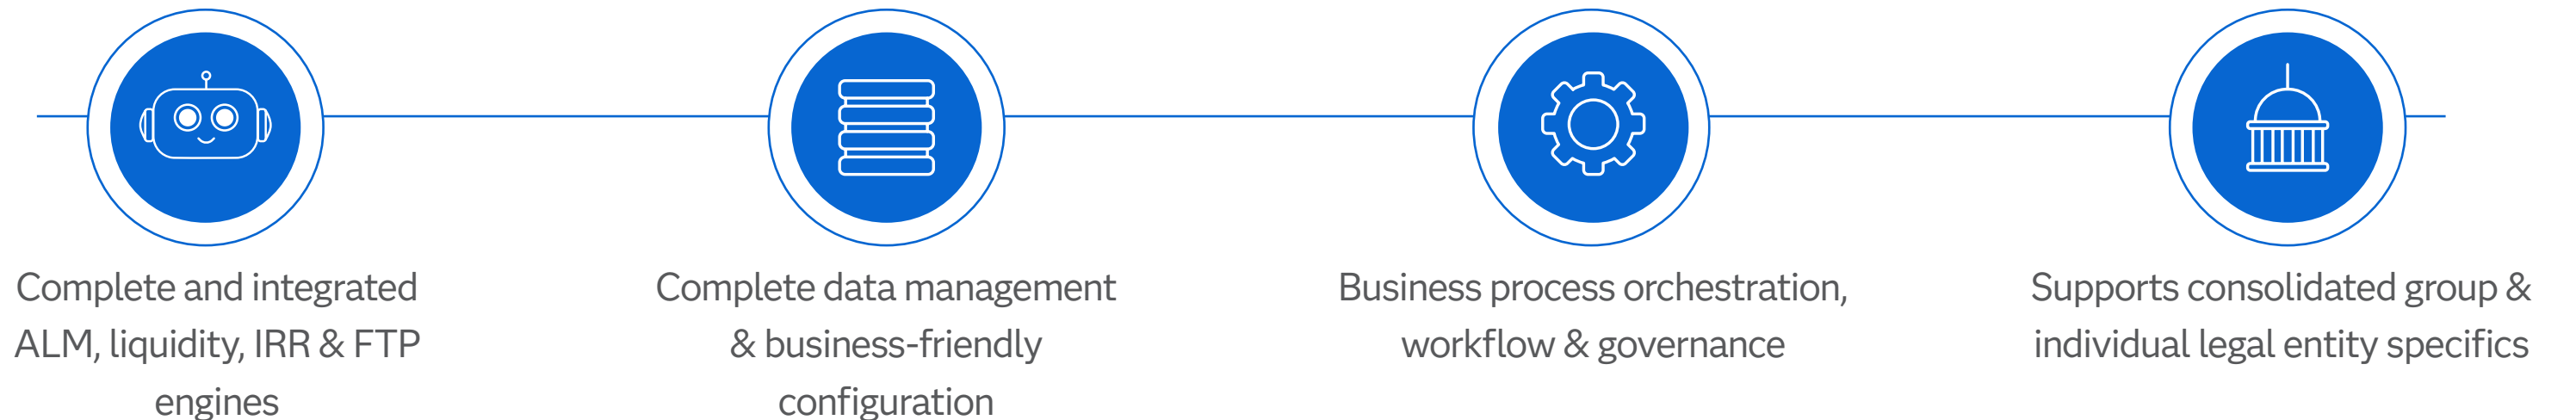 Complete and integrated
ALM, liquidity, IRR & FTP
engines
Complete data management
& business-friendly
configuration
Business process orchestration,
workflow & governance
Supports consolidated group &
individual legal entity specifics